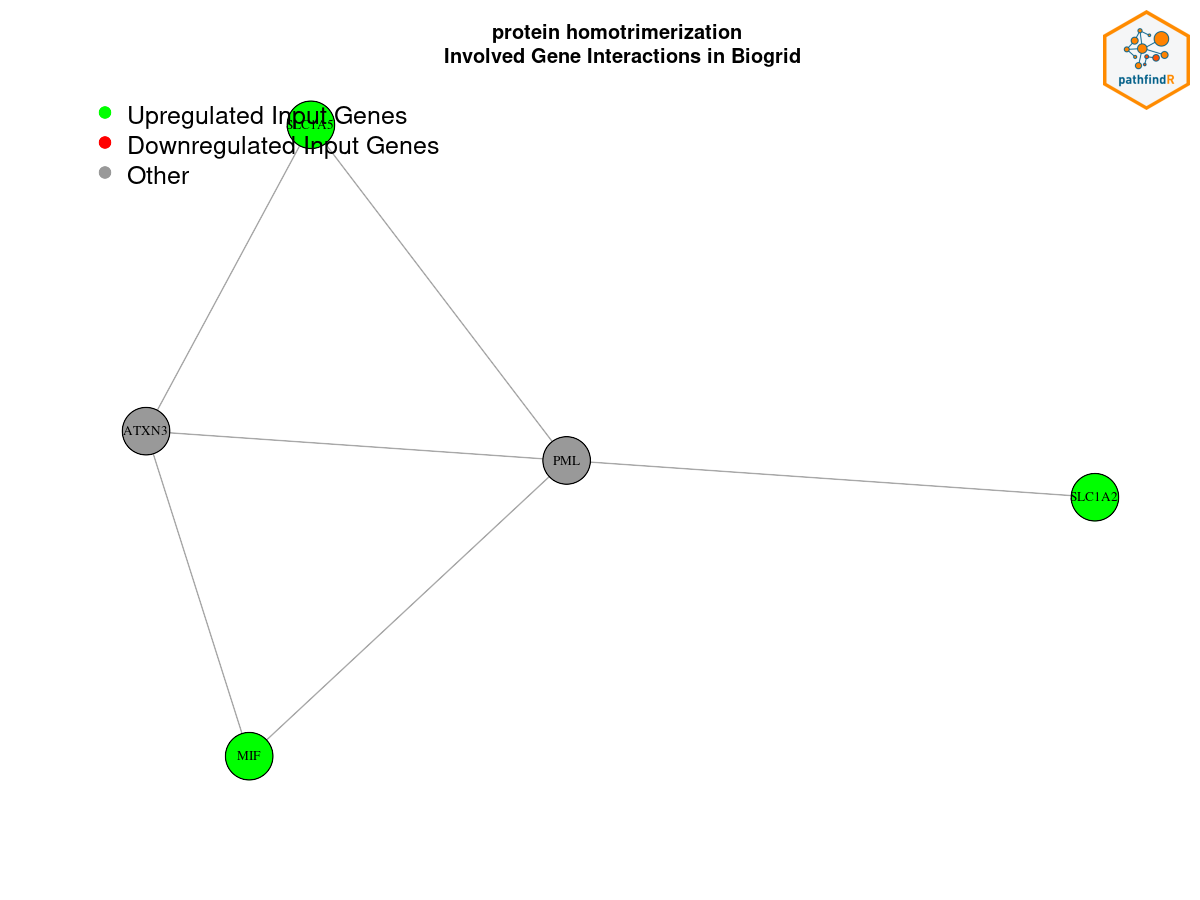 protein homotrimerization
Involved Gene Interactions in Biogrid
pathfindR
Upregulated Input Genes
SLC1A5
Downregulated Input Genes
Other
ATXN3
PML
SLC1A2
MIF